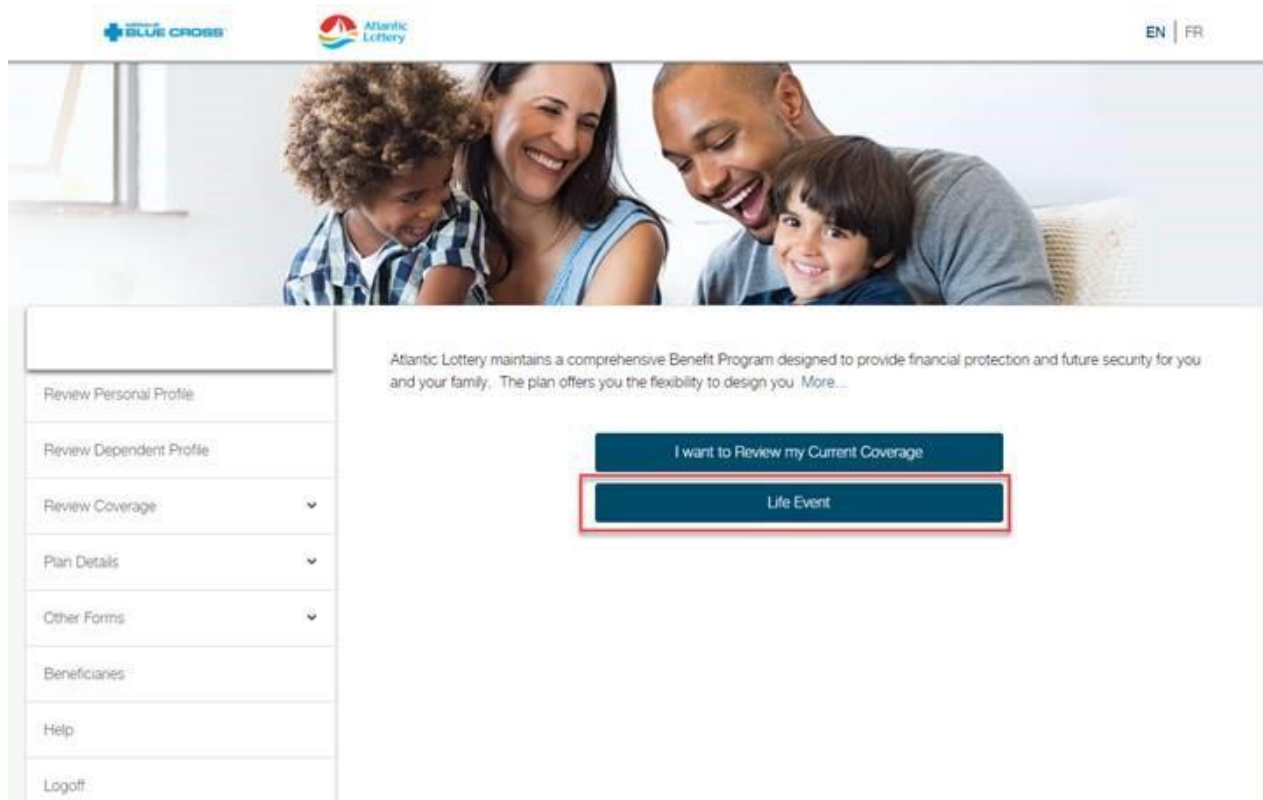 BLUE CROSS
Atlantic
Lottery
EN | FR
Atlantic Lottery maintains a comprehensive Benefit Program designed to provide financial protection and future security for you
and your family. The plan offers you the flexibility to design you More...
I want to Review my Current Coverage
Life Event
Review Personal Profile
Review Dependent Profile
Review Coverage
Plan Details
Other Forms
Beneficiaries
Help
Logoff